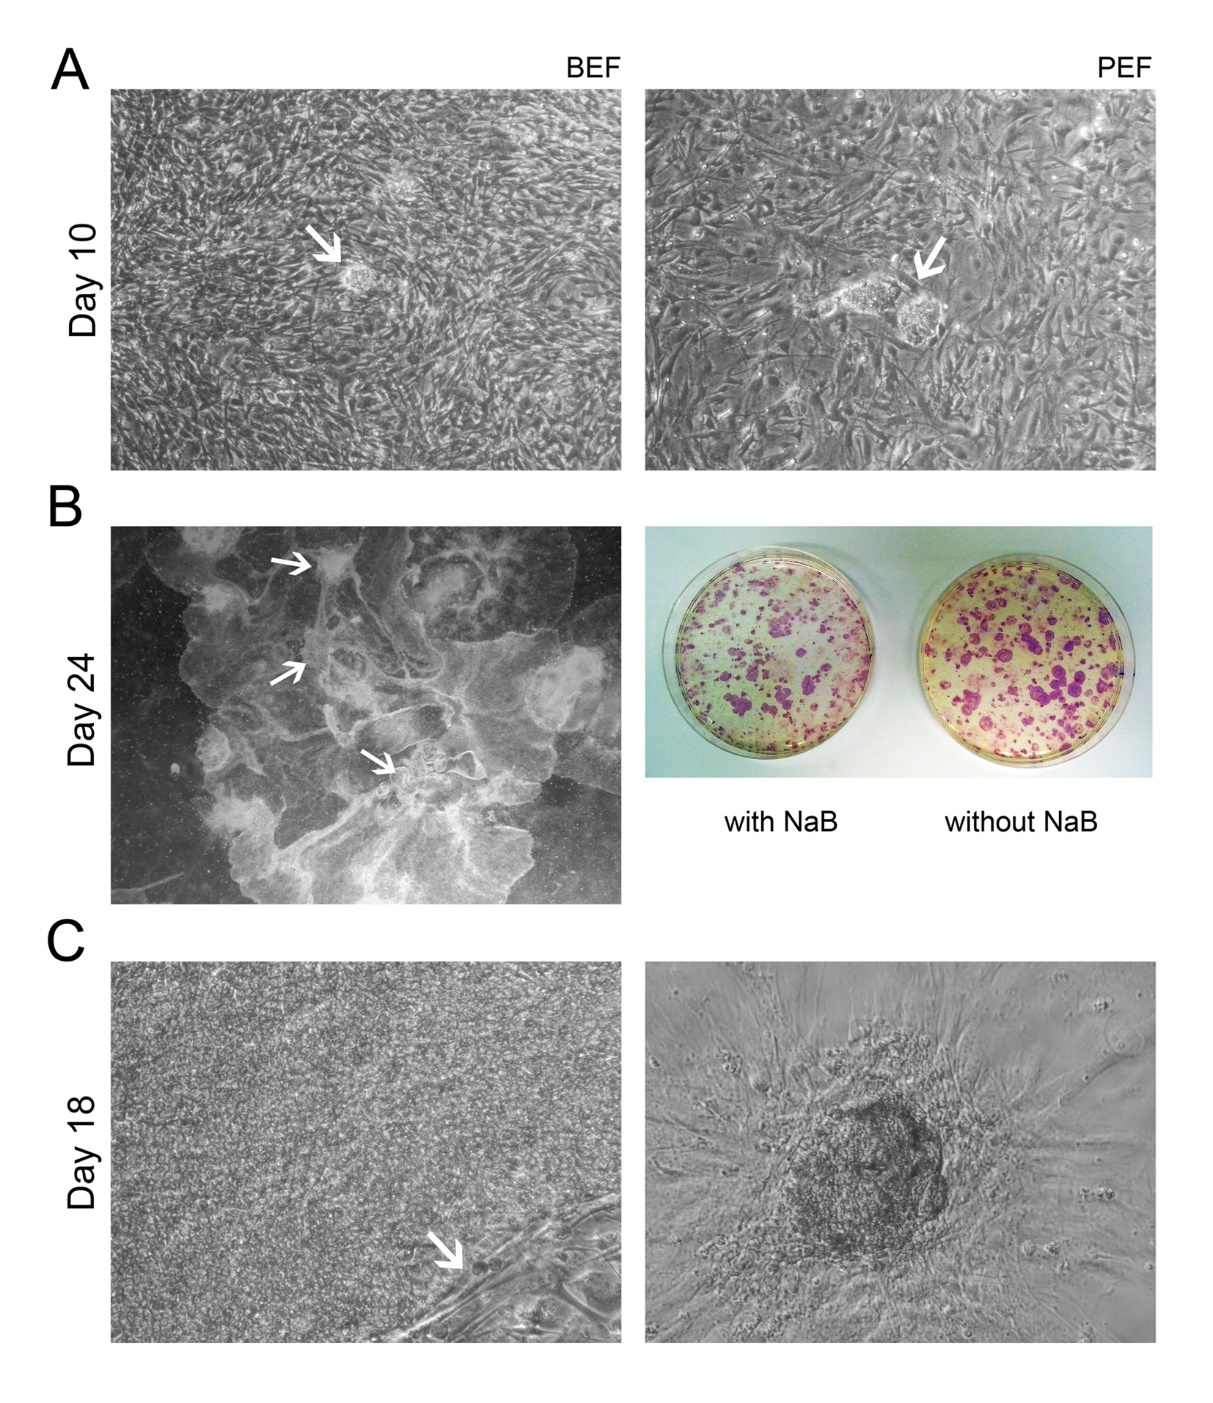 A
BEF
PEF
Day 10
B
Day 24
with NaB
without NaB
C
Day 18